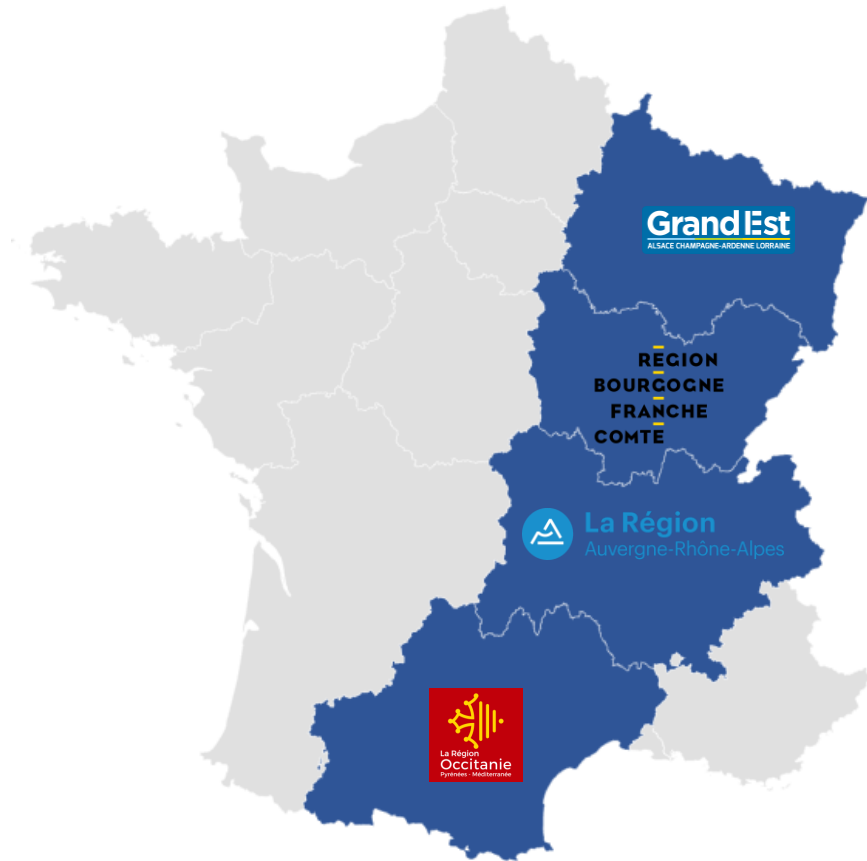 Grand Est
ALSACE CHAMPAGNE-ARDENNE LORRAINE
REGION
BOURGOGNE
FRANCHE
COMTE
La Région
Auvergne-Rhône-Alpes
La Région
Occitanie
Pyrénées - Méditerranée